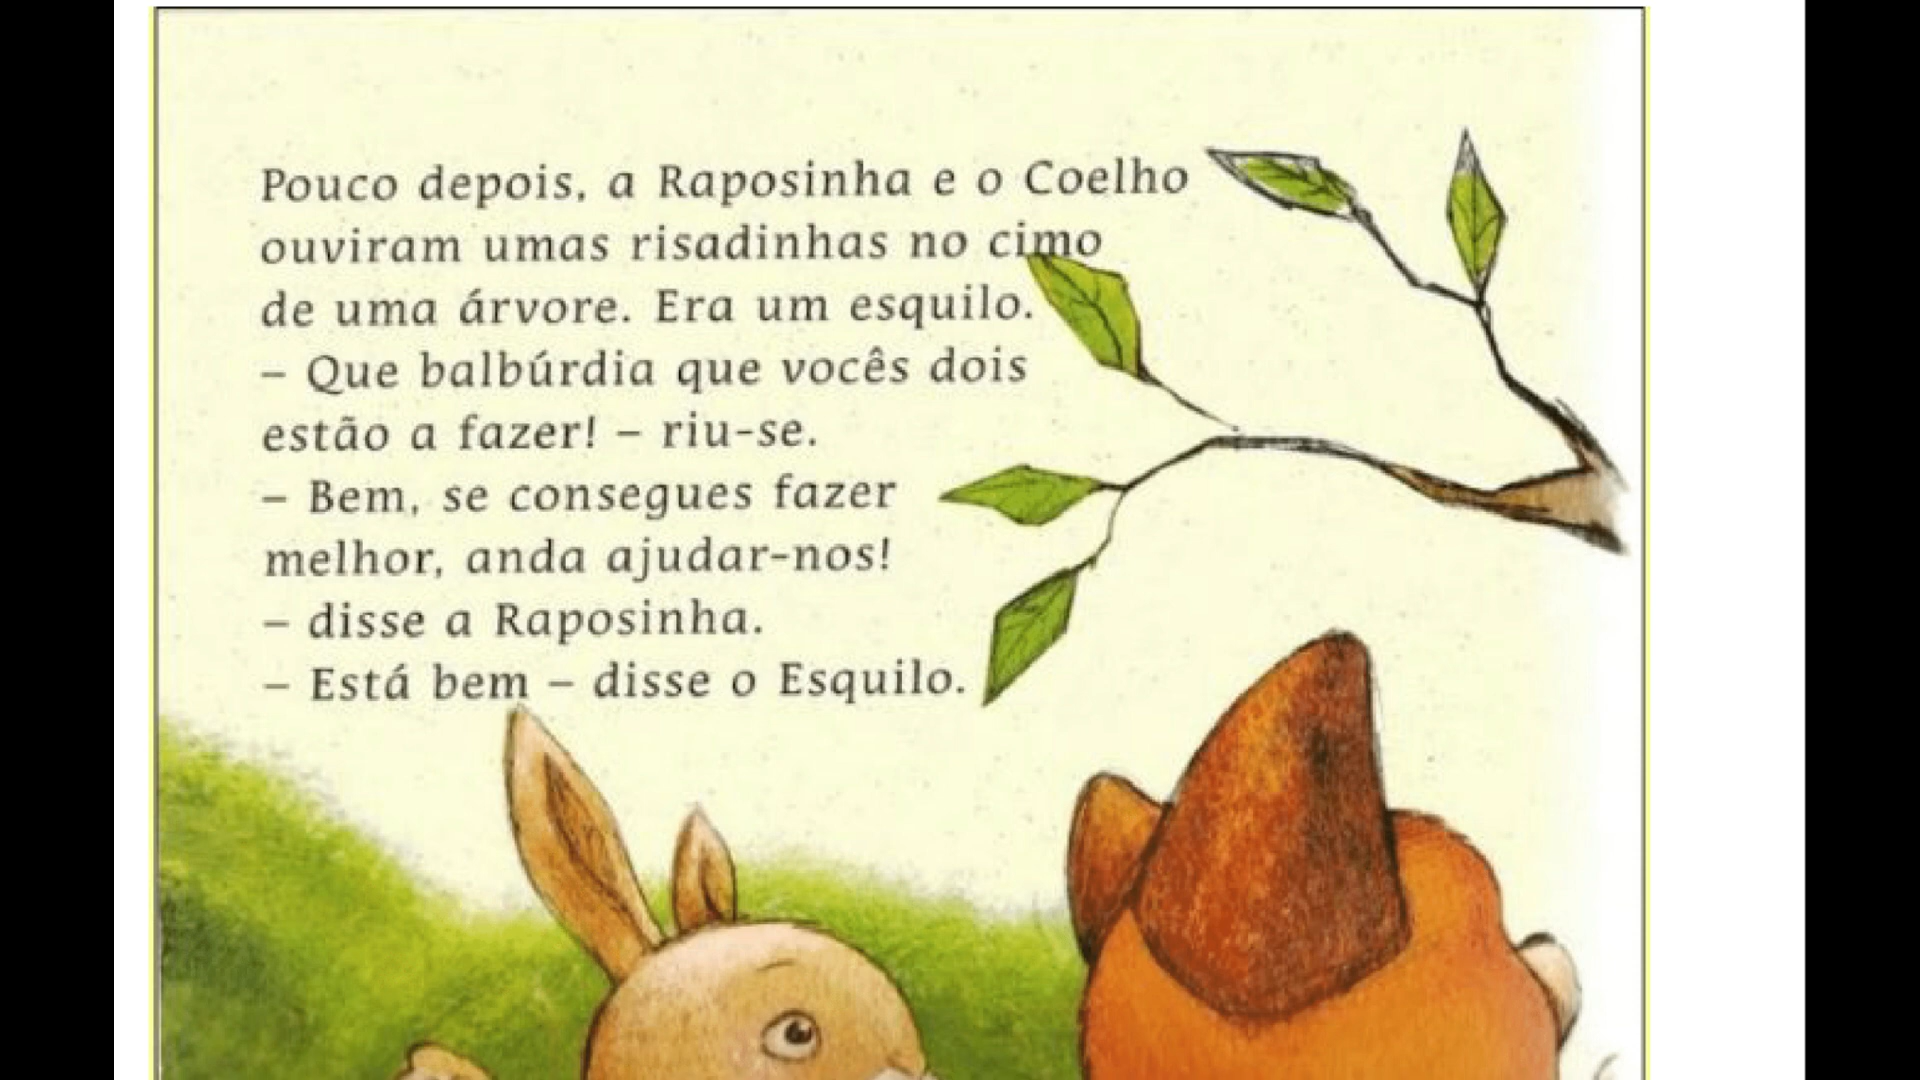 Pouco depois, a Raposinha e o Coelho
ouviram umas risadinhas no cimo
de uma árvore. Era um esquilo.
– Que balbúrdia que vocês dois
estão a fazer! – riu-se.
– Bem, se consegues fazer
melhor, anda ajudar-nos!
– disse a Raposinha.
– Está bem – disse o Esquilo.